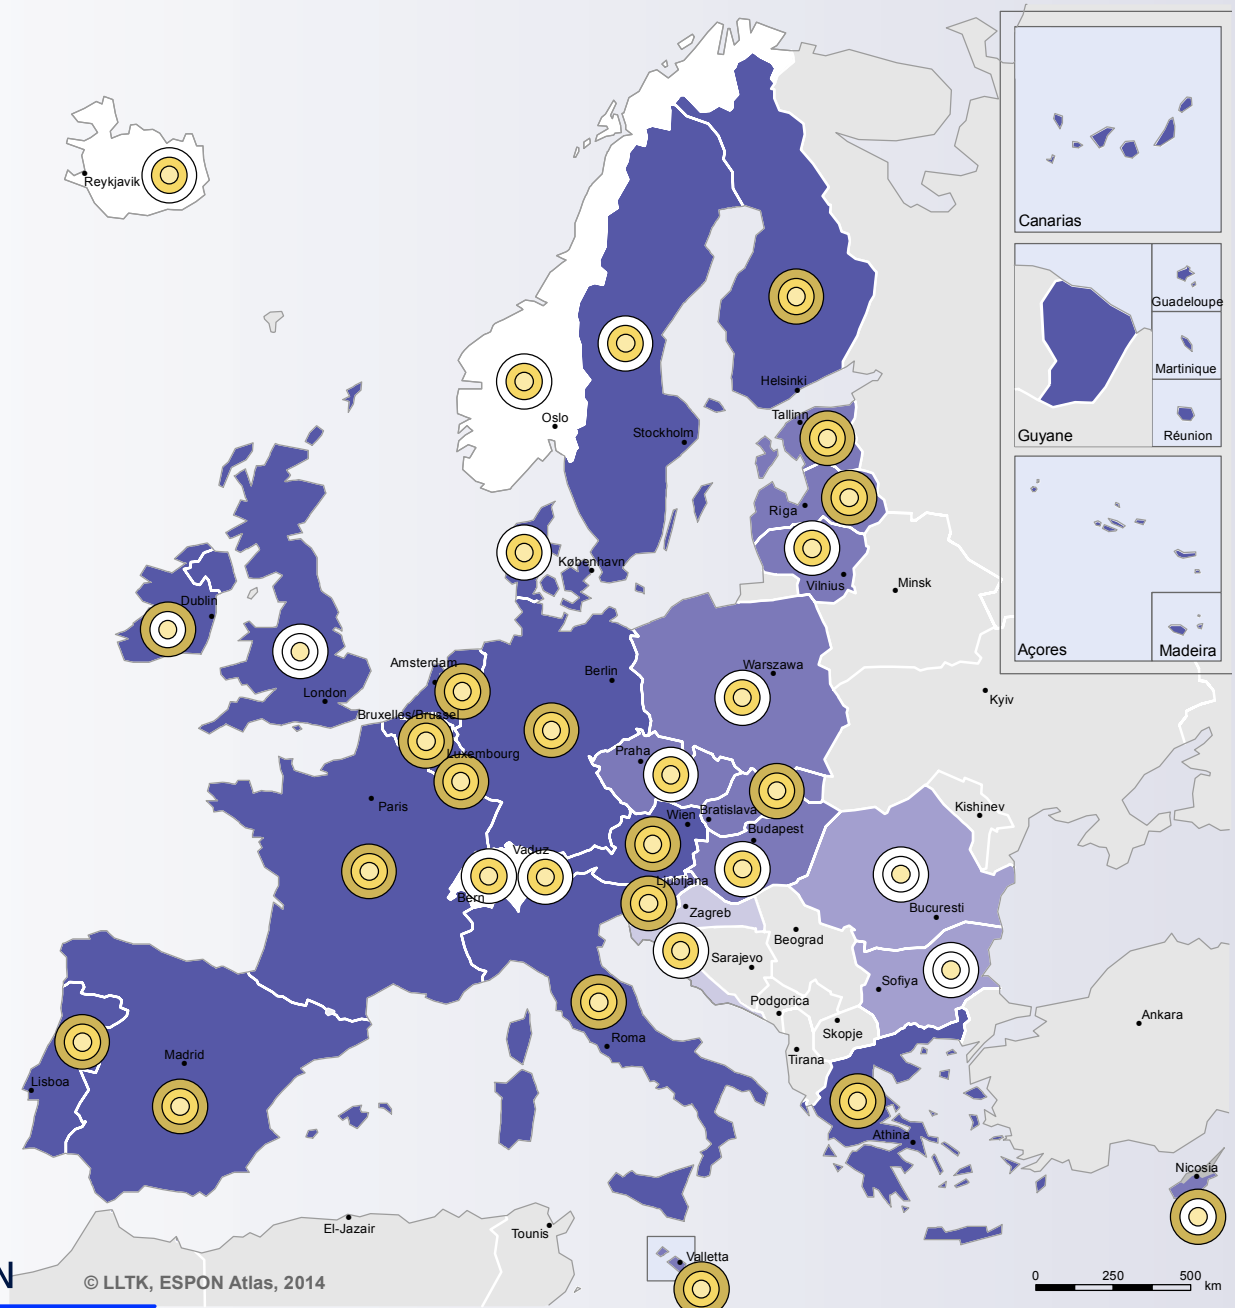 Reykjavik
Canarias
Guadeloupe
Martinique
Guyane
Réunion
Açores
Madeira
Helsinki
Oslo
Tallinn
Stockholm
Riga
København
Vilnius
Minsk
Dublin
Amsterdam
Berlin
Warszawa
London
Kyiv
Bruxelles/Brussel
Luxembourg
Praha
Paris
Kishinev
Wien
Bratislava
Budapest
Vaduz
Bern
Ljubljana
Zagreb
Bucuresti
Beograd
Sarajevo
Sofiya
Podgorica
Skopje
Ankara
Roma
Tirana
Madrid
Lisboa
Athina
Nicosia
El-Jazair
Tounis
Valletta
N
© LLTK, ESPON Atlas, 2014
0 250 500
km